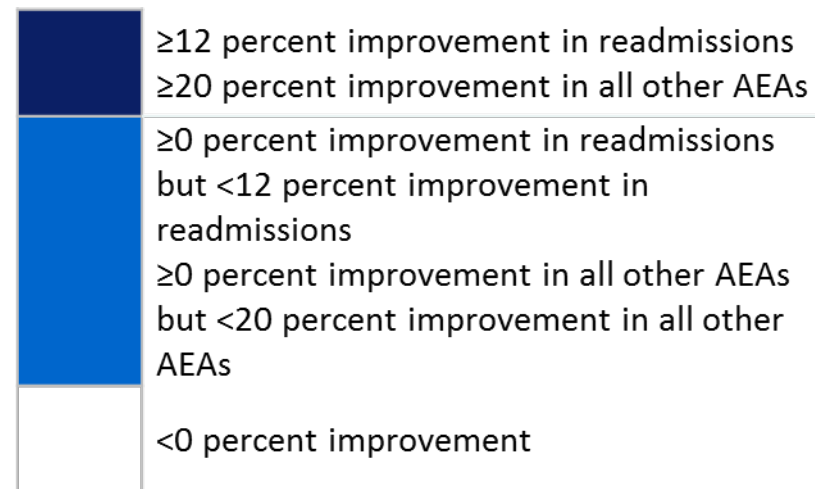 ≥12 percent improvement in readmissions
≥20 percent improvement in all other AEAs
≥0 percent improvement in readmissions
but <12 percent improvement in
readmissions
≥0 percent improvement in all other AEAs
but <20 percent improvement in all other
AEAs
<0 percent improvement